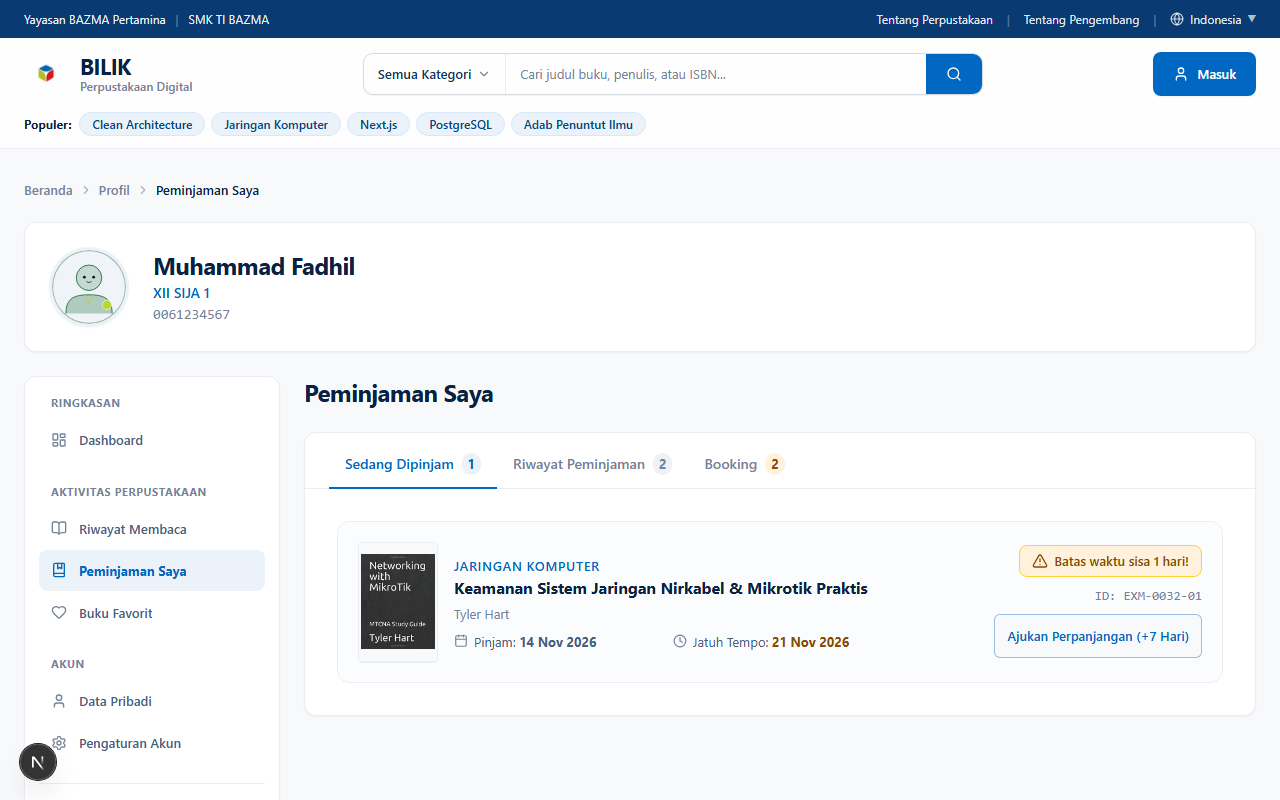 Yayasan BAZMA Pertamina | SMK TI BAZMA
Tentang Perpustakaan | Tentang Pengembang | Indonesia
BILIK
Perpustakaan Digital
Semua Kategori
Cari judul buku, penulis, atau ISBN...
Masuk
Populer: Clean Architecture Jaringan Komputer Next.js PostgreSQL Adab Penuntut Ilmu
Beranda > Profil > Peminjaman Saya
Muhammad Fadhil
XII SIJA 1
0061234567
RINGKASAN
Dashboard
AKTIVITAS PERPUSTAKAAN
Riwayat Membaca
Peminjaman Saya
Buku Favorit
AKUN
Data Pribadi
Pengaturan Akun
N
Peminjaman Saya
Sedang Dipinjam 1 Riwayat Peminjaman 2 Booking 2
Networking
with
MikroTik
MTCNA Study Guide
Tyler Hart
JARINGAN KOMPUTER
Keamanan Sistem Jaringan Nirkabel & Mikrotik Praktis
Tyler Hart
Pinjam: 14 Nov 2026 Jatuh Tempo: 21 Nov 2026
Batas waktu sisa 1 hari!
ID: EXM-0032-01
Ajukan Perpanjangan (+7 Hari)